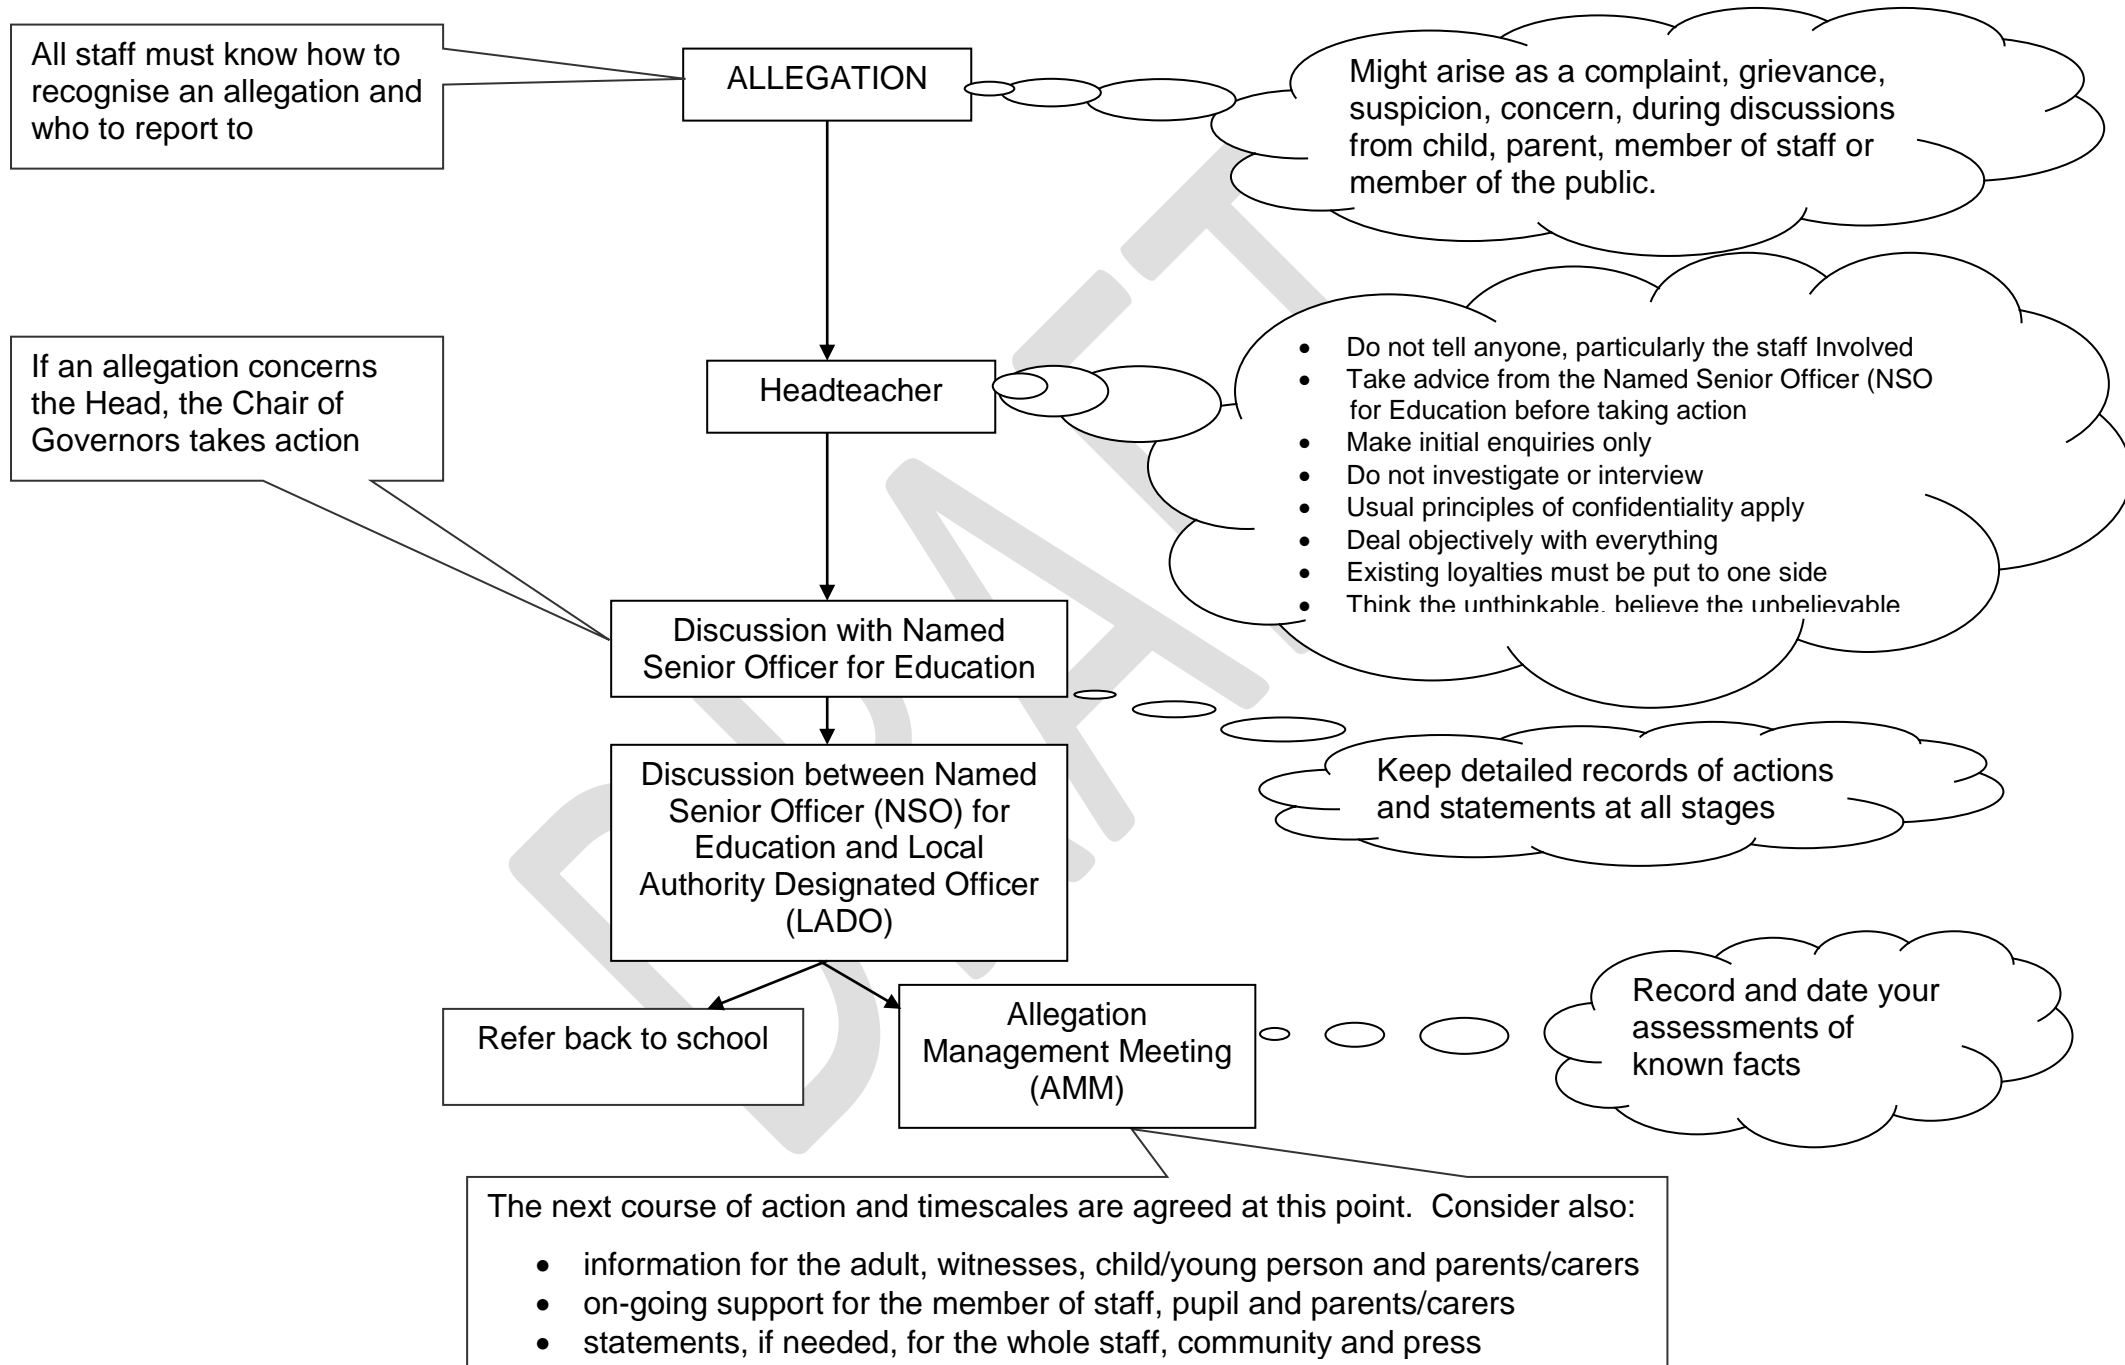 All staff must know how to
recognise an allegation and
who to report to
ALLEGATION
Might arise as a complaint, grievance,
suspicion, concern, during discussions
from child, parent, member of staff or
member of the public.
If an allegation concerns
the Head, the Chair of
Governors takes action
Headteacher
• Do not tell anyone, particularly the staff Involved
• Take advice from the Named Senior Officer (NSO
for Education before taking action
• Make initial enquiries only
• Do not investigate or interview
• Usual principles of confidentiality apply
• Deal objectively with everything
• Existing loyalties must be put to one side
• Think the unthinkable, believe the unbelievable
Discussion with Named
Senior Officer for Education
Discussion between Named
Senior Officer (NSO) for
Education and Local
Authority Designated Officer
(LADO)
Keep detailed records of actions
and statements at all stages
Refer back to school
Allegation
Management Meeting
(AMM)
Record and date your
assessments of
known facts
The next course of action and timescales are agreed at this point.  Consider also:
• information for the adult, witnesses, child/young person and parents/carers
• on-going support for the member of staff, pupil and parents/carers
• statements, if needed, for the whole staff, community and press
DRAFT